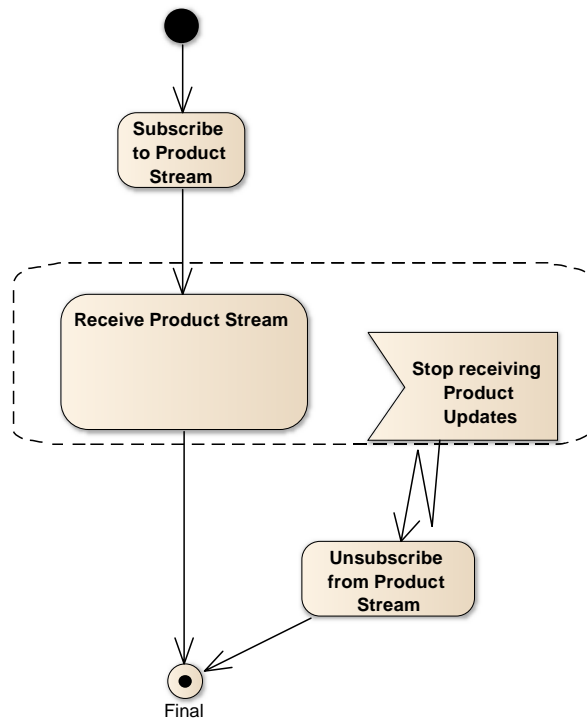 Subscribe
to Product
Stream
Receive Product Stream
Stop receiving
Product
Updates
Unsubscribe
from Product
Stream
Final